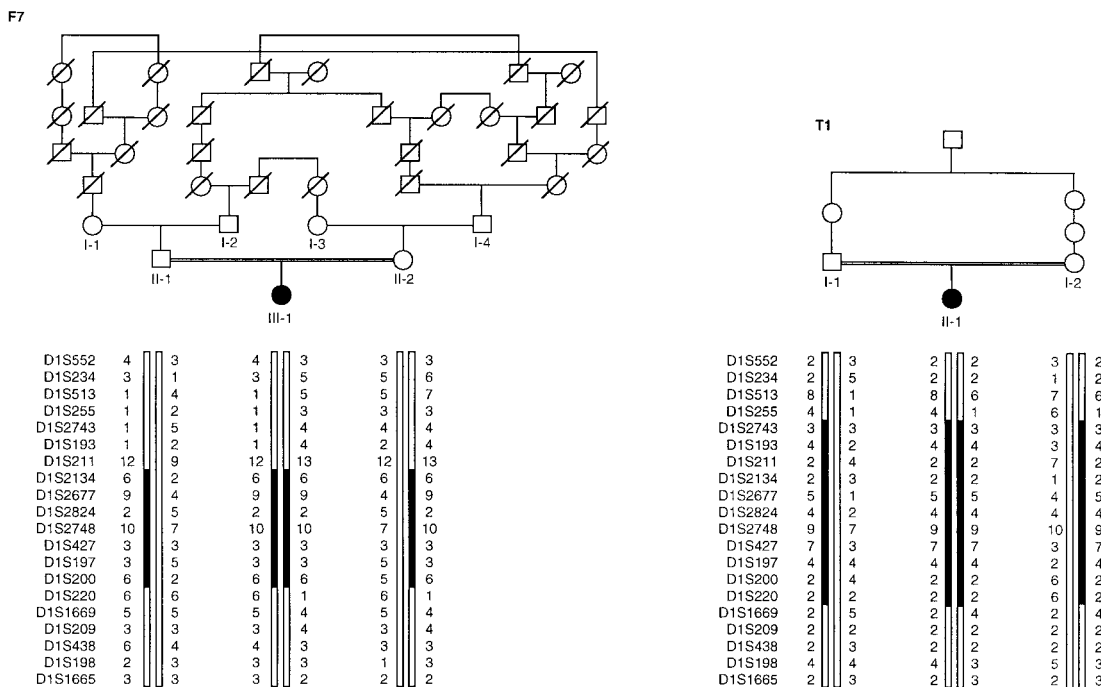 F7
I-1 I-2 I-3 I-4
II-1 II-2
III-1
D1S552 4 3 4 3 3 3
D1S234 3 1 3 5 5 6
D1S513 1 4 1 5 5 7
D1S255 1 2 1 3 3 3
D1S2743 1 5 1 4 4 4
D1S193 1 2 1 4 2 4
D1S211 12 9 12 13 12 13
D1S2134 6 2 6 6 6 6
D1S2677 9 4 9 9 4 9
D1S2824 2 5 2 2 5 2
D1S2748 10 7 10 10 7 10
D1S427 3 3 3 3 3 3
D1S197 3 5 3 3 5 3
D1S200 6 2 6 6 5 6
D1S220 6 6 6 1 6 1
D1S1669 5 5 5 4 5 4
D1S209 3 3 3 4 3 4
D1S438 6 4 4 3 3 3
D1S198 2 3 3 3 1 3
D1S1665 3 3 3 2 2 2
T1
I-1 I-2
II-1
D1S552 2 3 2 2 3 2
D1S234 2 5 2 2 1 2
D1S513 8 1 8 6 7 6
D1S255 4 1 4 1 6 1
D1S2743 3 3 3 3 3 3
D1S193 4 2 4 4 3 4
D1S211 2 4 2 2 7 2
D1S2134 2 3 2 2 1 2
D1S2677 5 1 5 5 4 5
D1S2824 4 2 4 4 4 4
D1S2748 9 7 9 9 10 9
D1S427 7 3 7 7 3 7
D1S197 4 4 4 4 2 4
D1S200 2 4 2 2 6 2
D1S220 2 2 2 2 6 2
D1S1669 2 5 2 4 2 4
D1S209 2 2 2 2 2 2
D1S438 2 3 2 2 2 2
D1S198 4 4 4 3 5 3
D1S1665 2 2 2 3 2 3